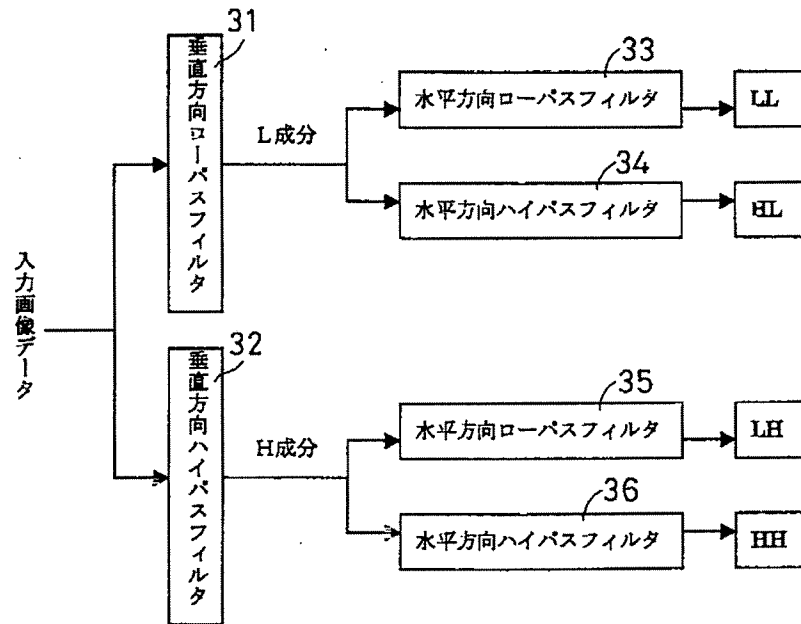 入力画像データ
31
垂直方向ローパスフィルタ
L成分
33
水平方向ローパスフィルタ
LL
34
水平方向ハイパスフィルタ
HL
32
垂直方向ハイパスフィルタ
H成分
35
水平方向ローパスフィルタ
LH
36
水平方向ハイパスフィルタ
HH